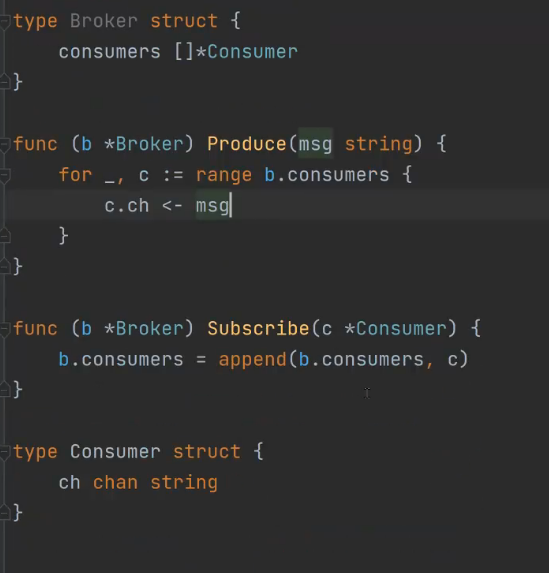 type Broker struct {
    consumers []*Consumer
}

func (b *Broker) Produce(msg string) {
    for _, c := range b.consumers {
        c.ch <- msg
    }
}

func (b *Broker) Subscribe(c *Consumer) {
    b.consumers = append(b.consumers, c)
}

type Consumer struct {
    ch chan string
}